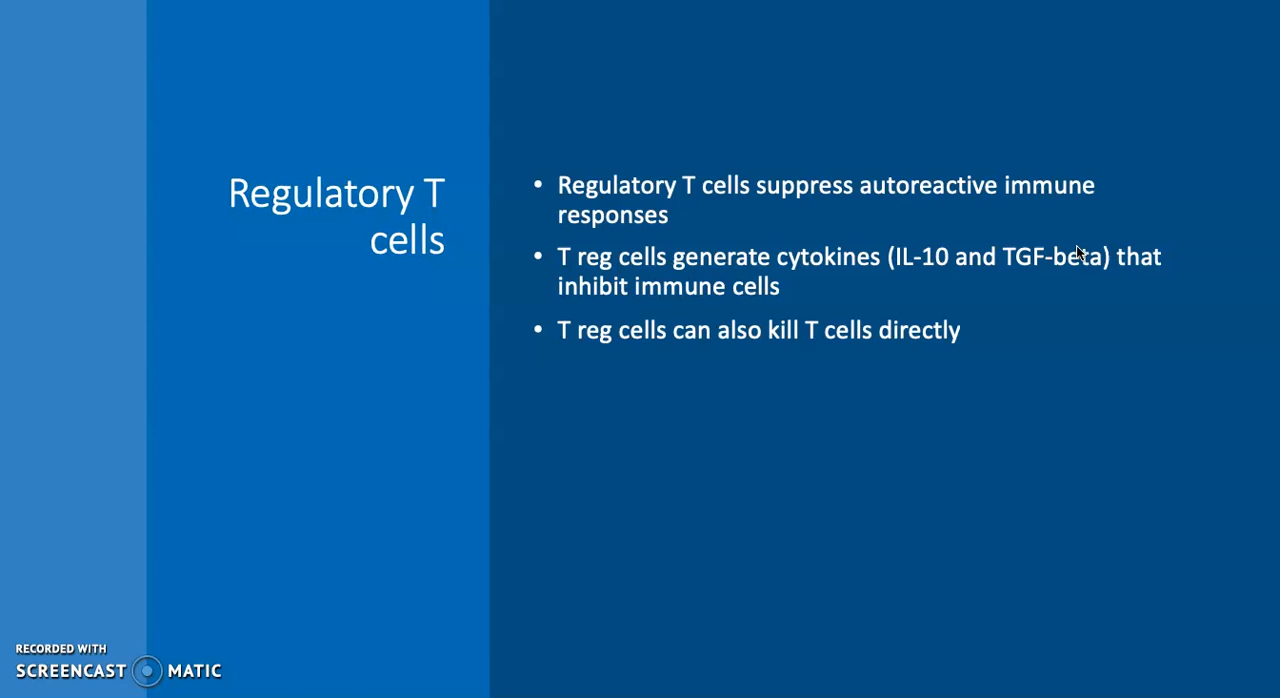 Regulatory T
cells
• Regulatory T cells suppress autoreactive immune
responses
• T reg cells generate cytokines (IL-10 and TGF-beta) that
inhibit immune cells
• T reg cells can also kill T cells directly
RECORDED WITH
SCREENCAST MATIC